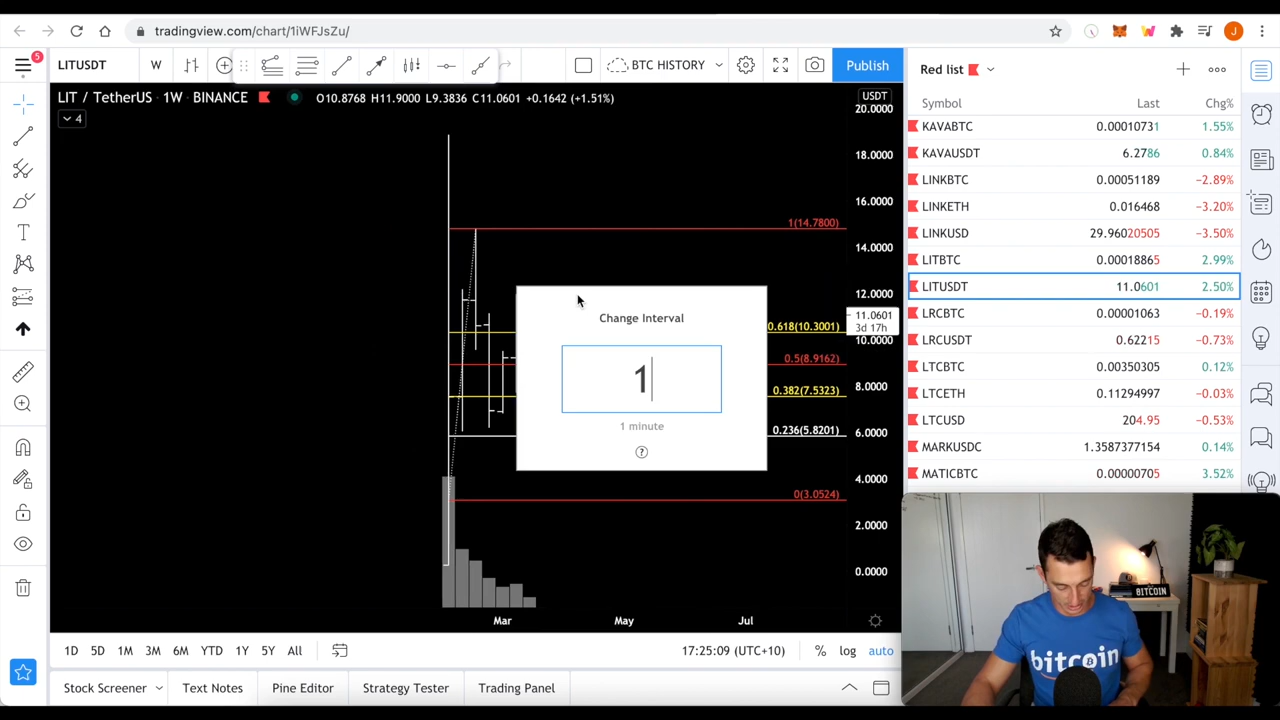 tradingview.com/chart/1iWFJsZu/
J
5
LITUSDT W BTC HISTORY Publish
Red list
LIT / TetherUS · 1W · BINANCE O10.8768 H11.9000 L9.3836 C11.0601 +0.1642 (+1.51%)
4
USDT
20.0000
18.0000
16.0000
14.0000
12.0000
11.0601
3d 17h
10.0000
8.0000
6.0000
4.0000
2.0000
0.0000
1(14.7800)
0.618(10.3001)
0.5(8.9162)
0.382(7.5323)
0.236(5.8201)
0(3.0524)
Change Interval
1
1 minute
?
Mar May Jul
Symbol Last Chg%
KAVABTC 0.00010731 1.55%
KAVAUSDT 6.2786 0.84%
LINKBTC 0.00051189 −2.89%
LINKETH 0.016468 −3.20%
LINKUSD 29.96020505 −3.50%
LITBTC 0.00018865 2.99%
LITUSDT 11.0601 2.50%
LRCBTC 0.00001063 −0.19%
LRCUSDT 0.62215 −0.73%
LTCBTC 0.00350305 0.12%
LTCETH 0.11294997 −0.03%
LTCUSD 204.95 −0.53%
MARKUSDC 1.3587377154 0.14%
MATICBTC 0.00000705 3.52%
1D 5D 1M 3M 6M YTD 1Y 5Y All 17:25:09 (UTC+10) % log auto
Stock Screener Text Notes Pine Editor Strategy Tester Trading Panel
BITCOIN
bitcoin